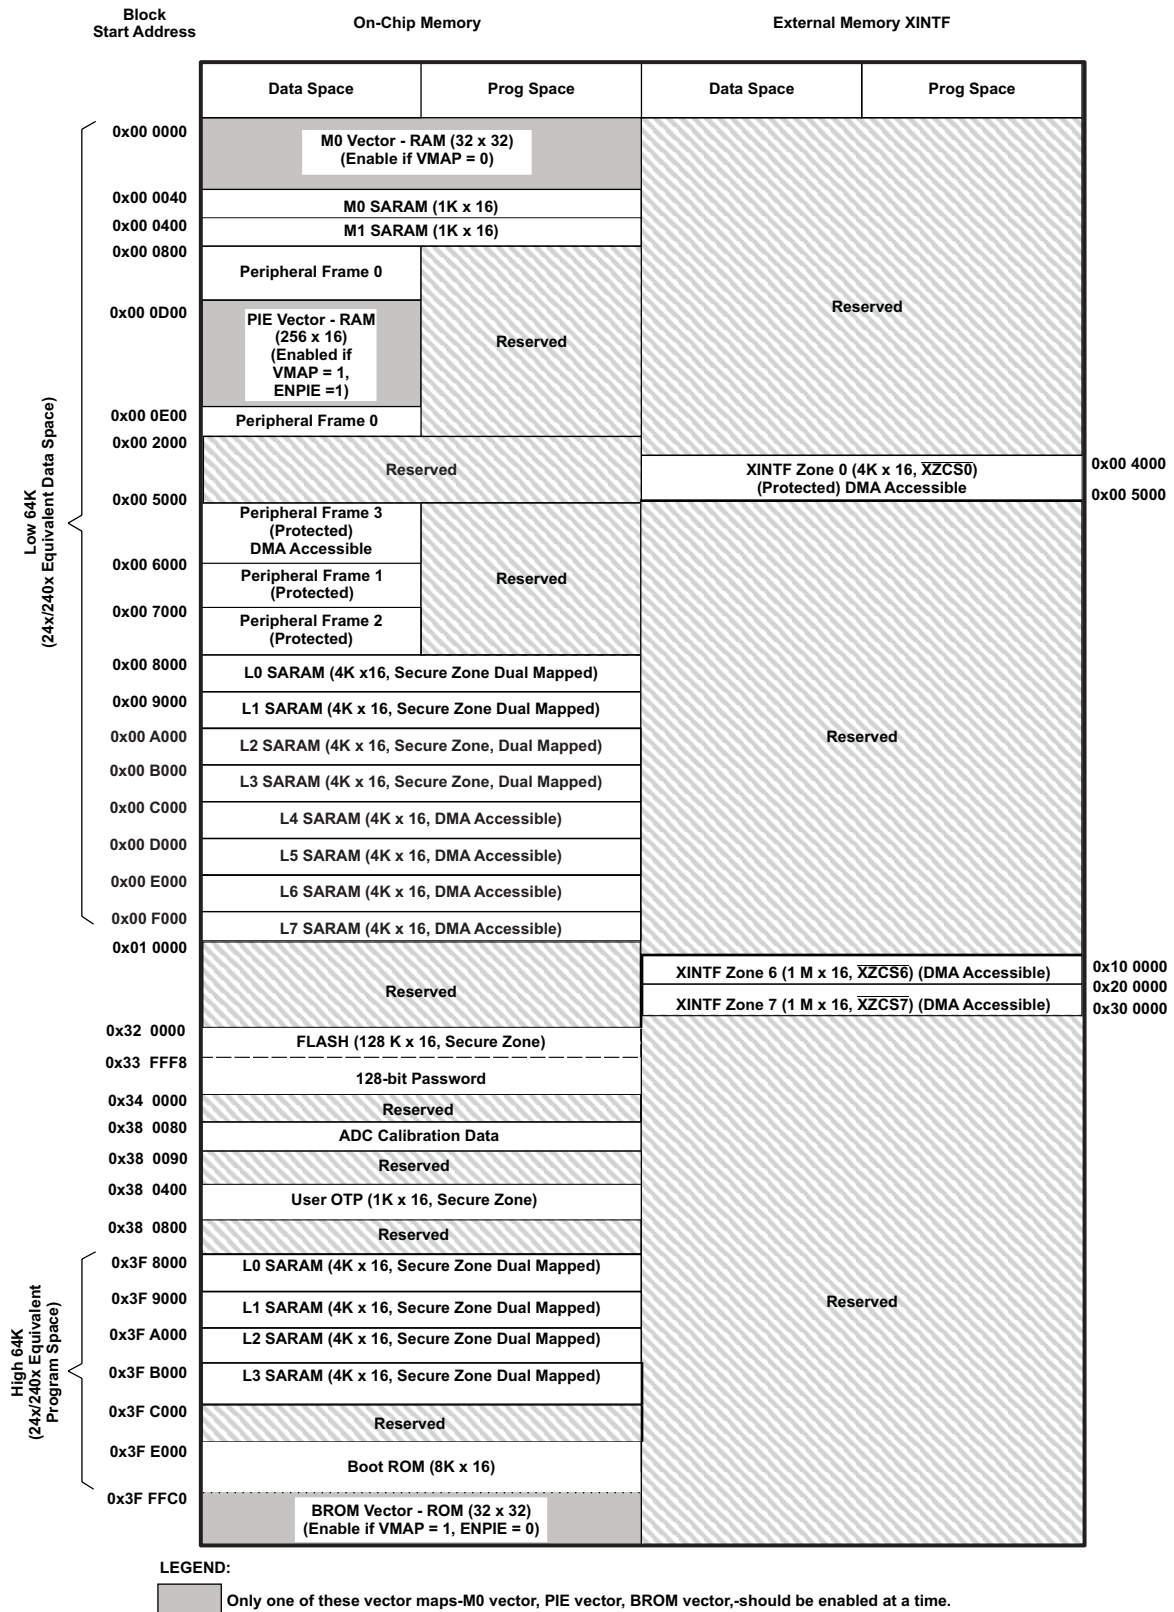 Block
Start Address
On-Chip Memory
External Memory XINTF
Data Space
Prog Space
Data Space
Prog Space
0x00 0000
M0 Vector - RAM (32 x 32)
(Enable if VMAP = 0)
0x00 0040
M0 SARAM (1K x 16)
0x00 0400
M1 SARAM (1K x 16)
0x00 0800
Peripheral Frame 0
0x00 0D00
PIE Vector - RAM
(256 x 16)
(Enabled if
VMAP = 1,
ENPIE =1)
Reserved
Reserved
0x00 0E00
Peripheral Frame 0
0x00 2000
Reserved
XINTF Zone 0 (4K x 16, XZCS0)
(Protected) DMA Accessible
0x00 4000
0x00 5000
0x00 5000
Peripheral Frame 3
(Protected)
DMA Accessible
0x00 6000
Peripheral Frame 1
(Protected)
Reserved
0x00 7000
Peripheral Frame 2
(Protected)
Low 64K
(24x/240x Equivalent Data Space)
0x00 8000
L0 SARAM (4K x16, Secure Zone Dual Mapped)
0x00 9000
L1 SARAM (4K x 16, Secure Zone Dual Mapped)
0x00 A000
L2 SARAM (4K x 16, Secure Zone, Dual Mapped)
Reserved
0x00 B000
L3 SARAM (4K x 16, Secure Zone, Dual Mapped)
0x00 C000
L4 SARAM (4K x 16, DMA Accessible)
0x00 D000
L5 SARAM (4K x 16, DMA Accessible)
0x00 E000
L6 SARAM (4K x 16, DMA Accessible)
0x00 F000
L7 SARAM (4K x 16, DMA Accessible)
0x01 0000
Reserved
XINTF Zone 6 (1 M x 16, XZCS6) (DMA Accessible)
0x10 0000
0x20 0000
XINTF Zone 7 (1 M x 16, XZCS7) (DMA Accessible)
0x30 0000
0x32 0000
FLASH (128 K x 16, Secure Zone)
0x33 FFF8
128-bit Password
0x34 0000
Reserved
0x38 0080
ADC Calibration Data
0x38 0090
Reserved
0x38 0400
User OTP (1K x 16, Secure Zone)
0x38 0800
Reserved
0x3F 8000
L0 SARAM (4K x 16, Secure Zone Dual Mapped)
0x3F 9000
L1 SARAM (4K x 16, Secure Zone Dual Mapped)
Reserved
0x3F A000
L2 SARAM (4K x 16, Secure Zone Dual Mapped)
High 64K
(24x/240x Equivalent
Program Space)
0x3F B000
L3 SARAM (4K x 16, Secure Zone Dual Mapped)
0x3F C000
Reserved
0x3F E000
Boot ROM (8K x 16)
0x3F FFC0
BROM Vector - ROM (32 x 32)
(Enable if VMAP = 1, ENPIE = 0)
LEGEND:
Only one of these vector maps-M0 vector, PIE vector, BROM vector,-should be enabled at a time.